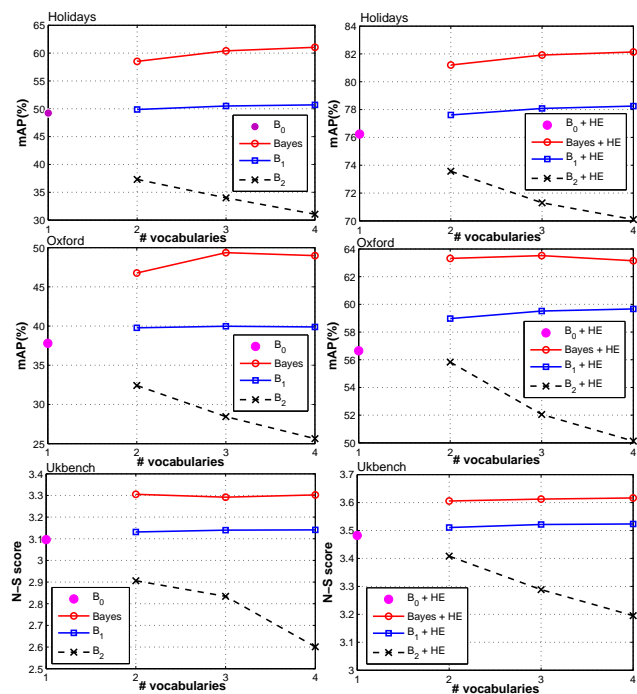 Holidays
65
60
55
50
45
40
35
30
mAP(%)
B0
Bayes
B1
B2
1 2 3 4
# vocabularies
Holidays
86
84
82
80
78
76
74
72
70
mAP(%)
B0 + HE
Bayes + HE
B1 + HE
B2 + HE
1 2 3 4
# vocabularies
Oxford
50
45
40
35
30
25
mAP(%)
B0
Bayes
B1
B2
1 2 3 4
# vocabularies
Oxford
64
62
60
58
56
54
52
50
mAP(%)
B0 + HE
Bayes + HE
B1 + HE
B2 + HE
1 2 3 4
# vocabularies
Ukbench
3.4
3.3
3.2
3.1
3
2.9
2.8
2.7
2.6
2.5
N−S score
B0
Bayes
B1
B2
1 2 3 4
# vocabularies
Ukbench
3.7
3.6
3.5
3.4
3.3
3.2
3.1
3
N−S score
B0 + HE
Bayes + HE
B1 + HE
B2 + HE
1 2 3 4
# vocabularies